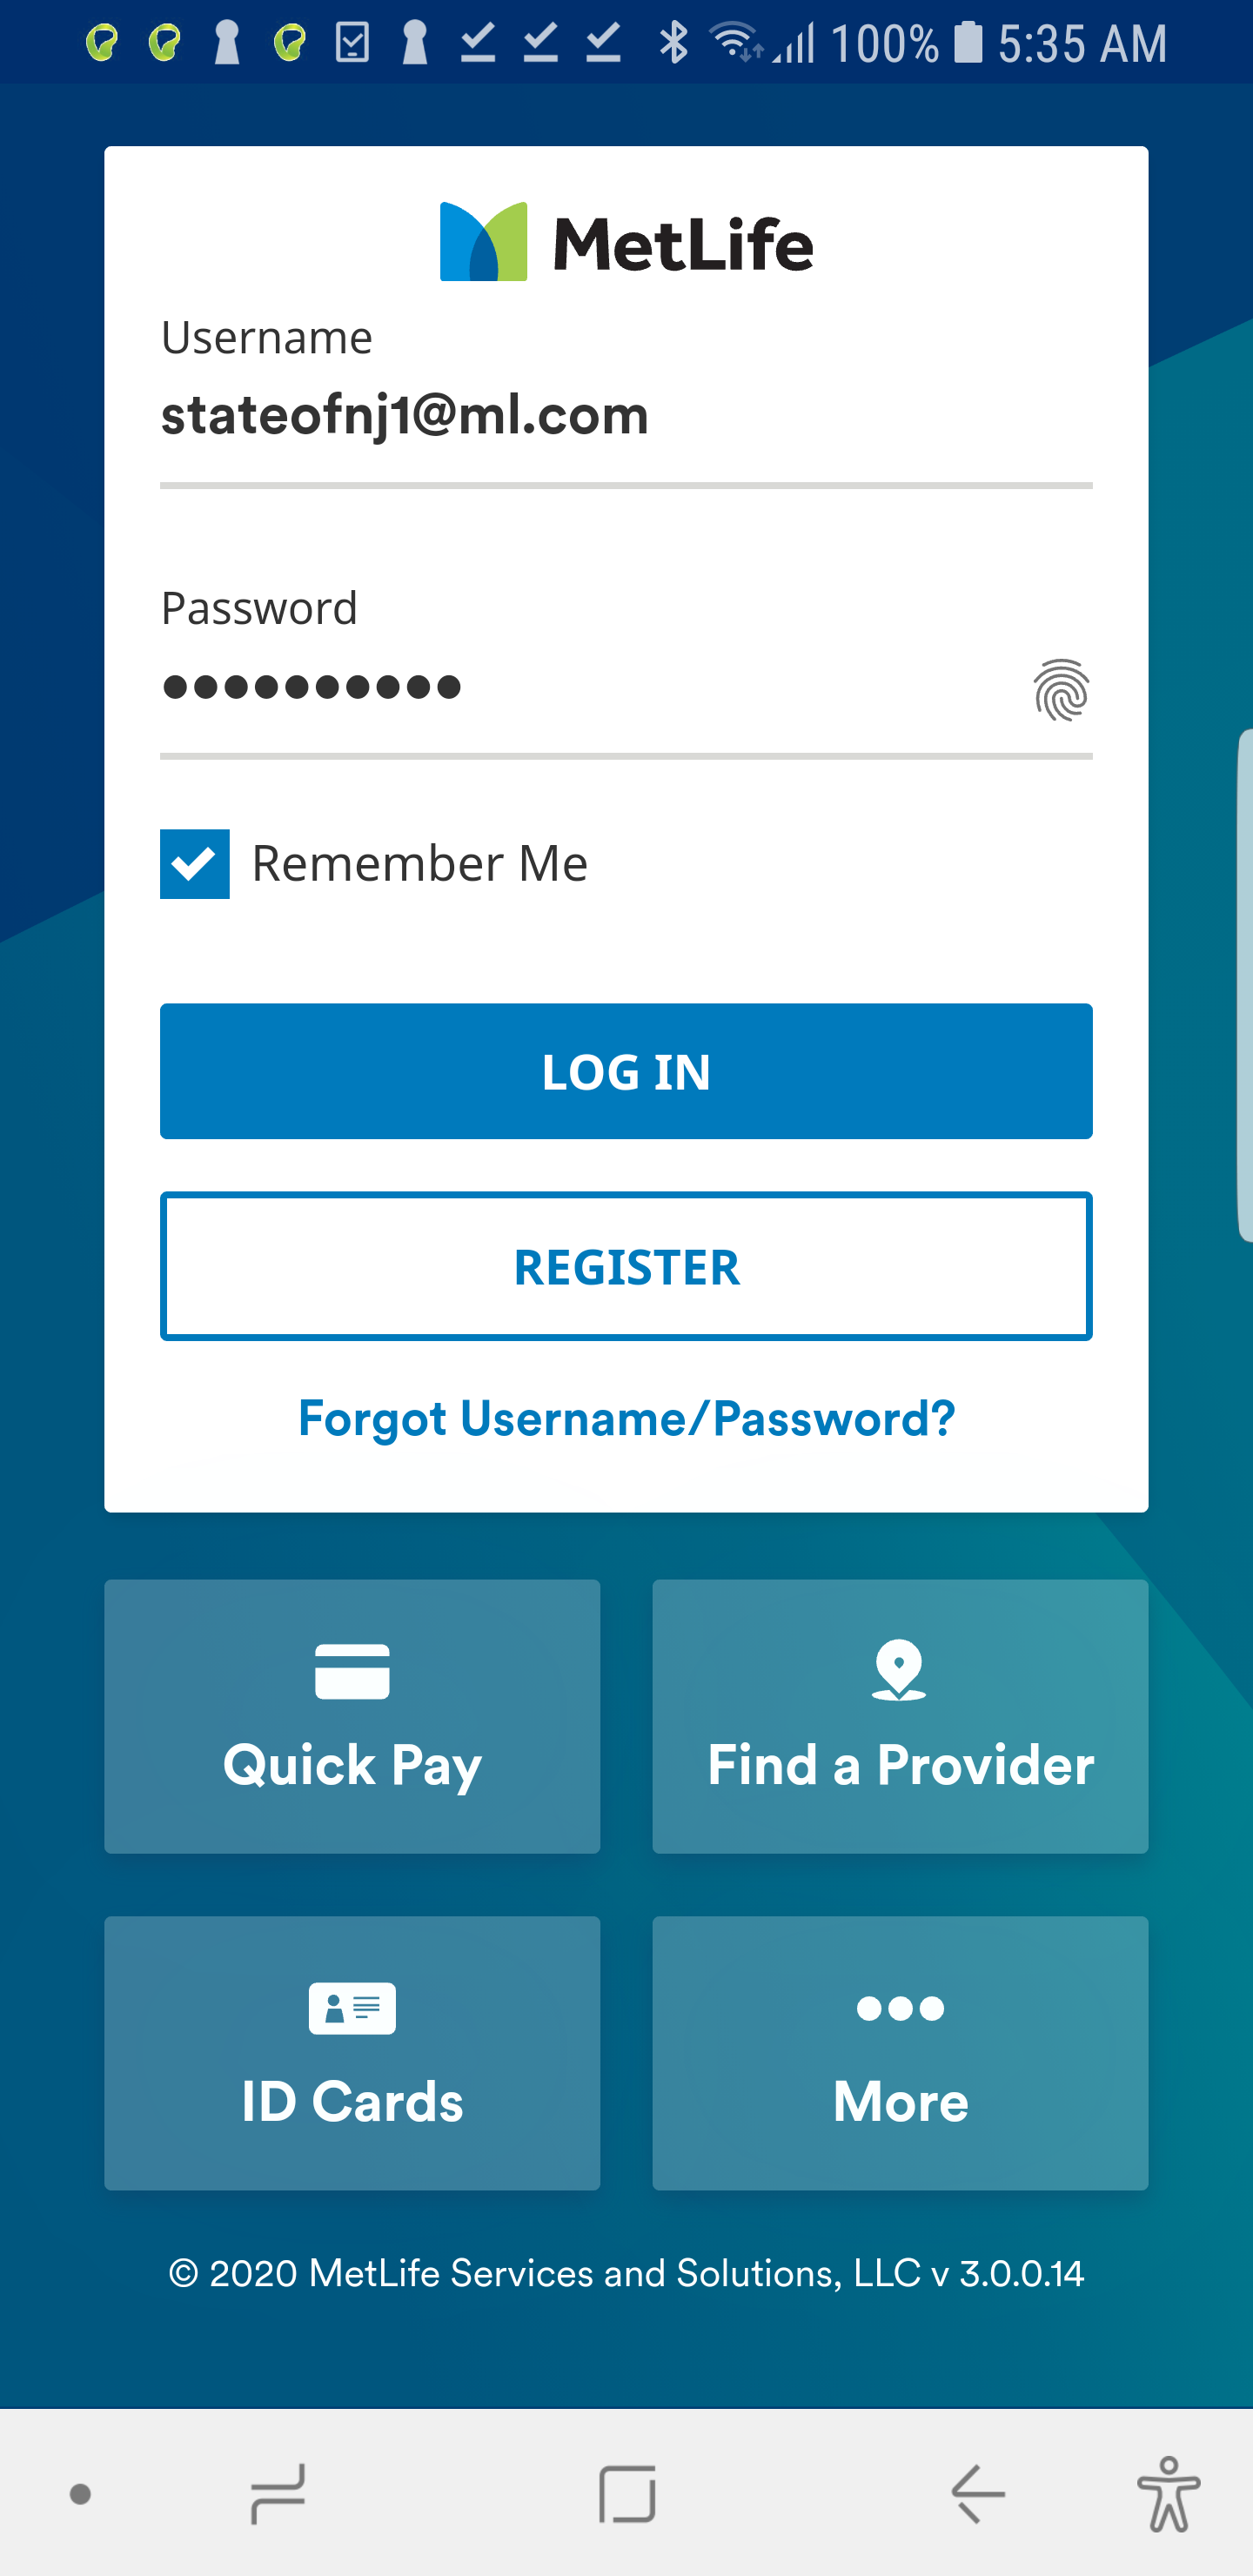 100% 5:35 AM
MetLife
Username
stateofnj1@ml.com
Password
Remember Me
LOG IN
REGISTER
Forgot Username/Password?
Quick Pay
Find a Provider
ID Cards
More
© 2020 MetLife Services and Solutions, LLC v 3.0.0.14